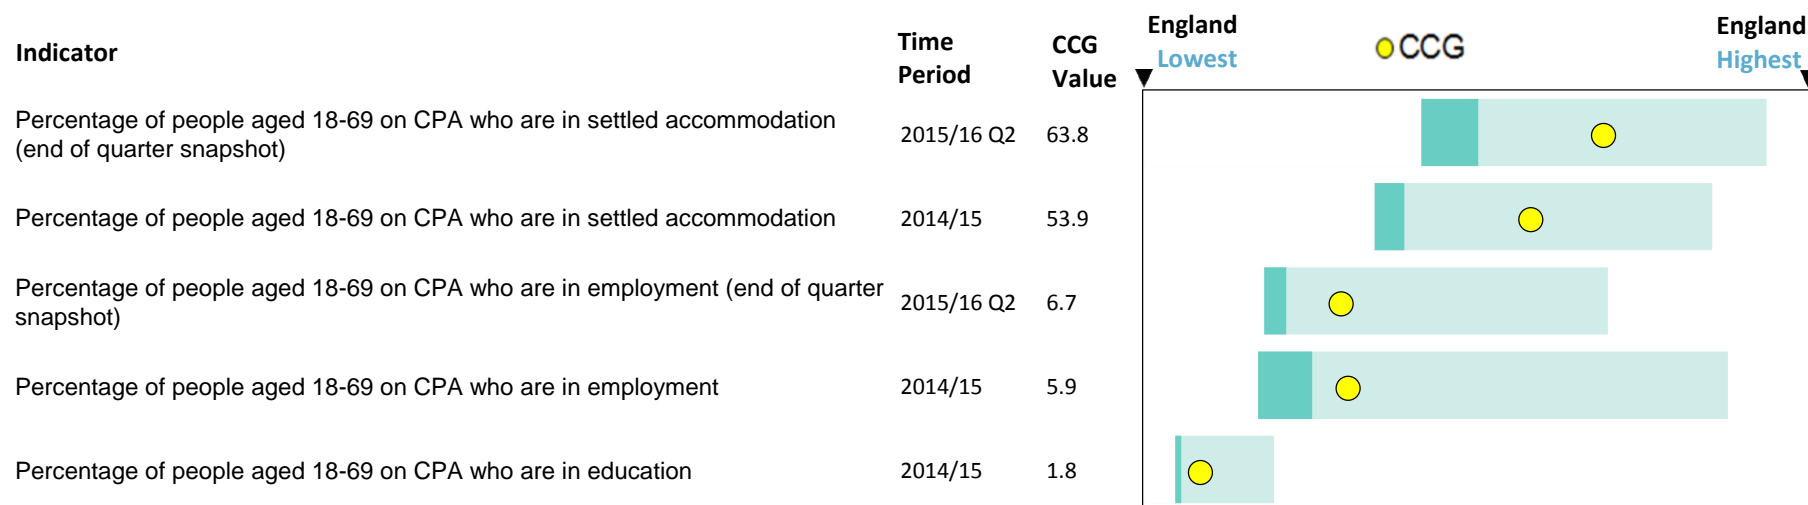 Indicator
Time Period
CCG Value
England Lowest
CCG
England Highest
Percentage of people aged 18-69 on CPA who are in settled accommodation
(end of quarter snapshot)
2015/16 Q2
63.8
Percentage of people aged 18-69 on CPA who are in settled accommodation
2014/15
53.9
Percentage of people aged 18-69 on CPA who are in employment (end of quarter
snapshot)
2015/16 Q2
6.7
Percentage of people aged 18-69 on CPA who are in employment
2014/15
5.9
Percentage of people aged 18-69 on CPA who are in education
2014/15
1.8